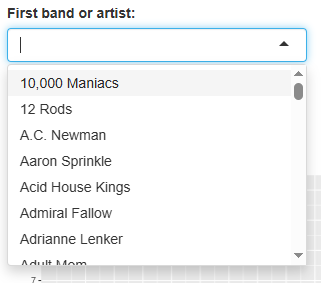 First band or artist:
10,000 Maniacs
12 Rods
A.C. Newman
Aaron Sprinkle
Acid House Kings
Admiral Fallow
Adrianne Lenker
Adult Mom
7-